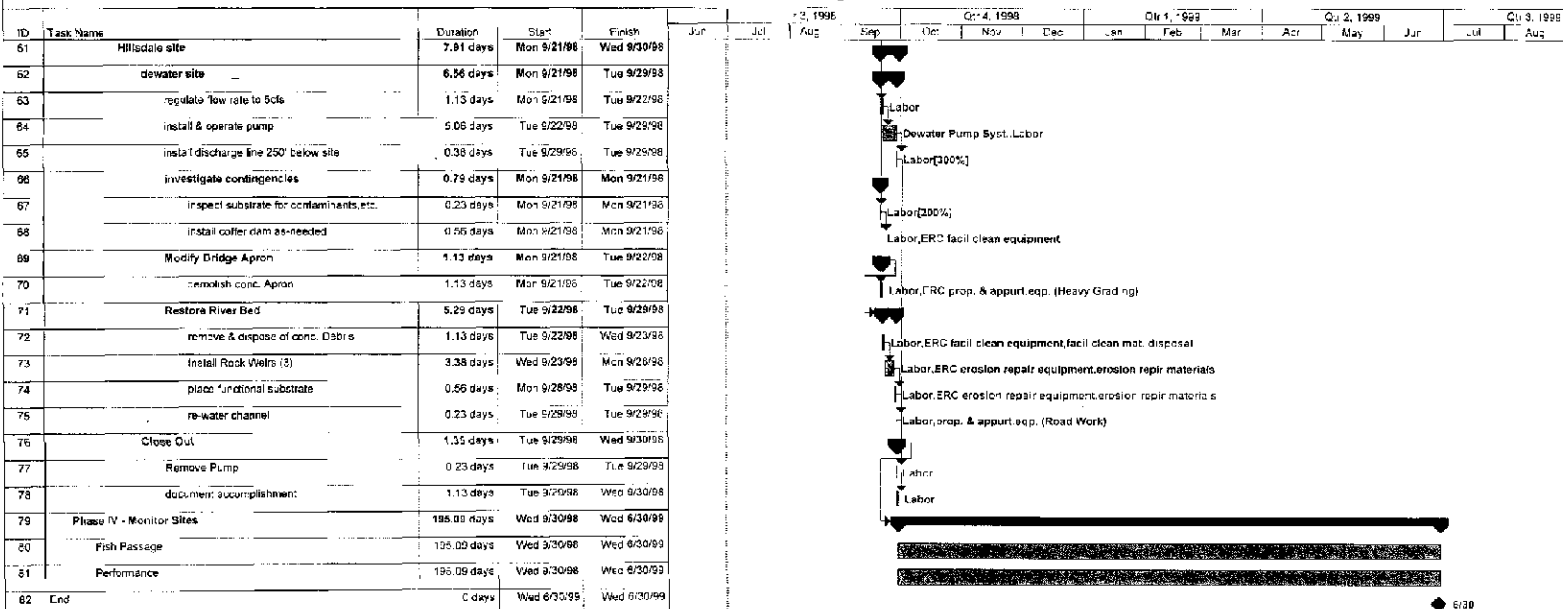 3, 1998 Qtr 4, 1998 Qtr 1, 1999 Qtr 2, 1999 Qtr 3, 1999
ID Task Name Duration Start Finish Jun Jul Aug Sep Oct Nov Dec Jan Feb Mar Apr May Jun Jul Aug
61 Hillsdale site 7.91 days Mon 9/21/98 Wed 9/30/98
62 dewater site 6.56 days Mon 9/21/98 Tue 9/29/98
63 regulate flow rate to 5cfs 1.13 days Mon 9/21/98 Tue 9/22/98 Labor
64 install & operate pump 5.06 days Tue 9/22/98 Tue 9/29/98 Dewater Pump Syst.,Labor
65 install discharge line 250' below site 0.38 days Tue 9/29/98 Tue 9/29/98 Labor[300%]
66 investigate contingencies 0.79 days Mon 9/21/98 Mon 9/21/98
67 inspect substrate for contaminants,etc. 0.23 days Mon 9/21/98 Mon 9/21/98 Labor[200%]
68 install coffer dam as-needed 0.56 days Mon 9/21/98 Mon 9/21/98 Labor,ERC facil clean equipment
69 Modify Bridge Apron 1.13 days Mon 9/21/98 Tue 9/22/98
70 demolish conc. Apron 1.13 days Mon 9/21/98 Tue 9/22/98 Labor,ERC prop. & appurt.eqp. (Heavy Grading)
71 Restore River Bed 5.29 days Tue 9/22/98 Tue 9/29/98
72 remove & dispose of conc. Debris 1.13 days Tue 9/22/98 Wed 9/23/98 Labor,ERC facil clean equipment,facil clean mat. disposal
73 Install Rock Weirs (3) 3.38 days Wed 9/23/98 Mon 9/28/98 Labor,ERC erosion repair equipment,erosion repir materials
74 place functional substrate 0.56 days Mon 9/28/98 Tue 9/29/98 Labor,ERC erosion repair equipment,erosion repir materials
75 re-water channel 0.23 days Tue 9/29/98 Tue 9/29/98 Labor,prop. & appurt.eqp. (Road Work)
76 Close Out 1.35 days Tue 9/29/98 Wed 9/30/98
77 Remove Pump 0.23 days Tue 9/29/98 Tue 9/29/98 Labor
78 document accomplishment 1.13 days Tue 9/29/98 Wed 9/30/98 Labor
79 Phase IV - Monitor Sites 195.09 days Wed 9/30/98 Wed 6/30/99
80 Fish Passage 195.09 days Wed 9/30/98 Wed 6/30/99
81 Performance 195.09 days Wed 9/30/98 Wed 6/30/99
82 End 0 days Wed 6/30/99 Wed 6/30/99 6/30